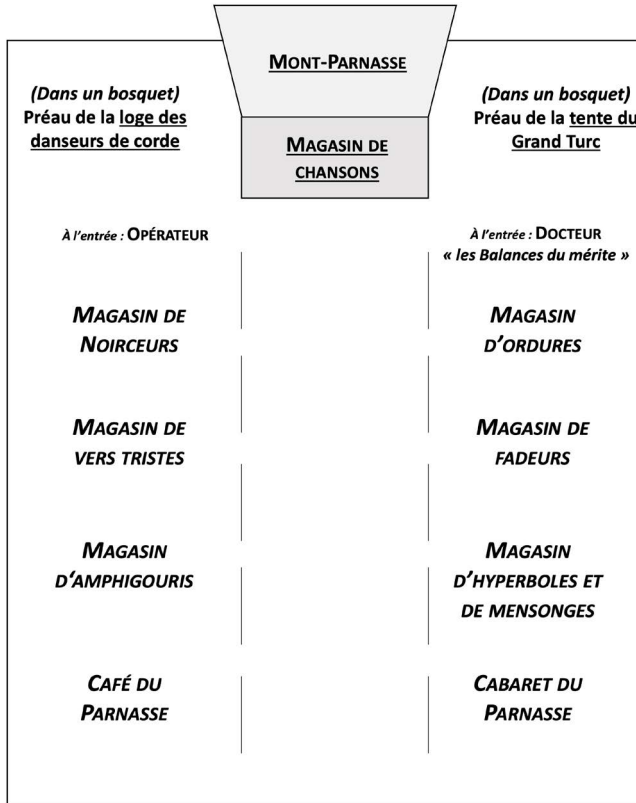 MONT-PARNASSE
MAGASIN DE
CHANSONS
(Dans un bosquet)
Préau de la loge des
danseurs de corde
(Dans un bosquet)
Préau de la tente du
Grand Turc
À l'entrée : OPÉRATEUR
À l'entrée : DOCTEUR
« les Balances du mérite »
MAGASIN DE
NOIRCEURS
MAGASIN
D'ORDURES
MAGASIN DE
VERS TRISTES
MAGASIN DE
FADEURS
MAGASIN
D'AMPHIGOURIS
MAGASIN
D'HYPERBOLES ET
DE MENSONGES
CAFÉ DU
PARNASSE
CABARET DU
PARNASSE